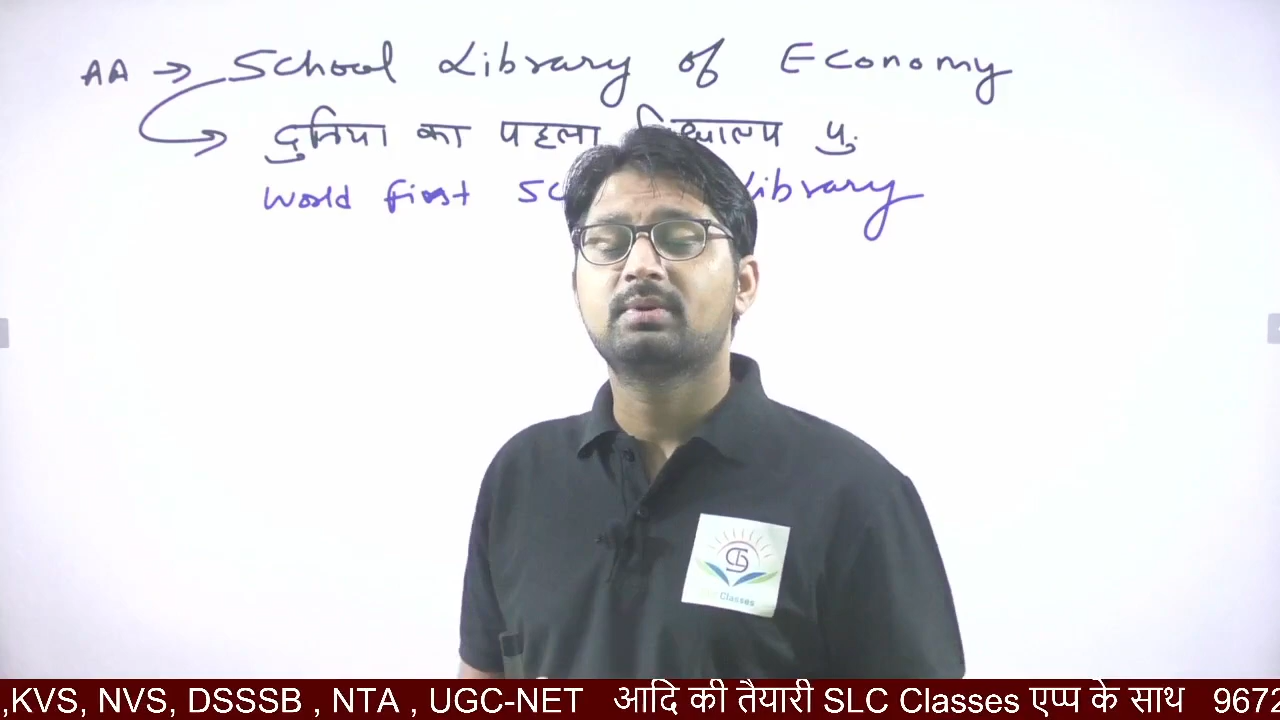 AA → School Library of Economy
दुनिया का पहला विद्यालय पु.
World first Library
Classes
,KVS, NVS, DSSSB , NTA , UGC-NET आदि की तैयारी SLC Classes एप्प के साथ 9672